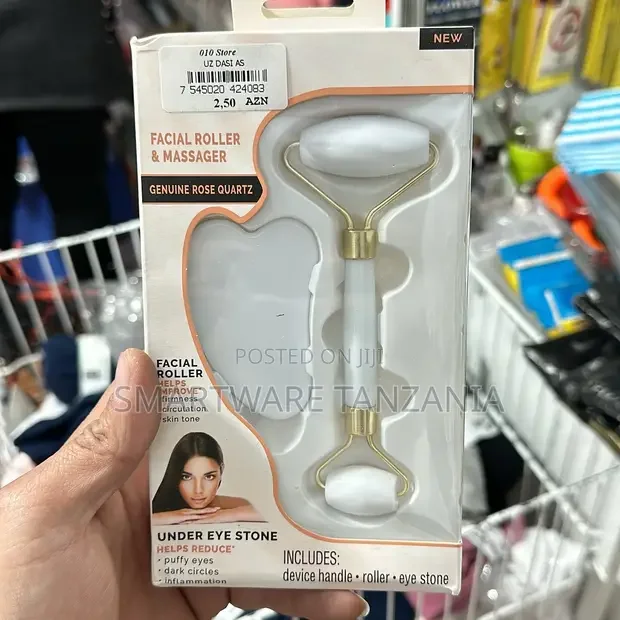 NEW
010 Store
UZ DASI AS
7 545020 424083
2,50 AZN
FACIAL ROLLER
& MASSAGER
GENUINE ROSE QUARTZ
POSTED ON JIJI
SMARTWARE TANZANIA
FACIAL
ROLLER
HELPS
IMPROVE*
firmness
circulation
skin tone
UNDER EYE STONE
HELPS REDUCE*
• puffy eyes
• dark circles
• inflammation
INCLUDES:
device handle • roller • eye stone